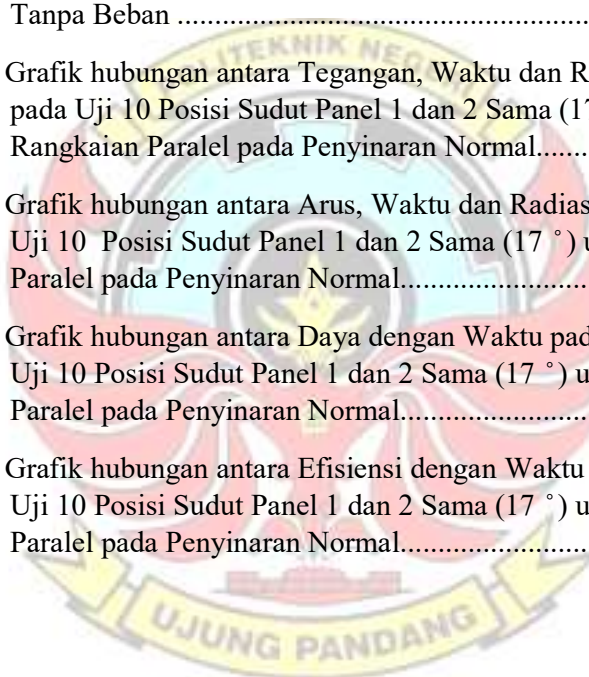 Tanpa Beban ......................................................
Grafik hubungan antara Tegangan, Waktu dan R
pada Uji 10 Posisi Sudut Panel 1 dan 2 Sama (17
Rangkaian Paralel pada Penyinaran Normal.......
Grafik hubungan antara Arus, Waktu dan Radias
Uji 10 Posisi Sudut Panel 1 dan 2 Sama (17 ˚) u
Paralel pada Penyinaran Normal.........................
Grafik hubungan antara Daya dengan Waktu pad
Uji 10 Posisi Sudut Panel 1 dan 2 Sama (17 ˚) u
Paralel pada Penyinaran Normal.........................
Grafik hubungan antara Efisiensi dengan Waktu
Uji 10 Posisi Sudut Panel 1 dan 2 Sama (17 ˚) u
Paralel pada Penyinaran Normal.........................
POLITEKNIK NEGERI
UJUNG PANDANG